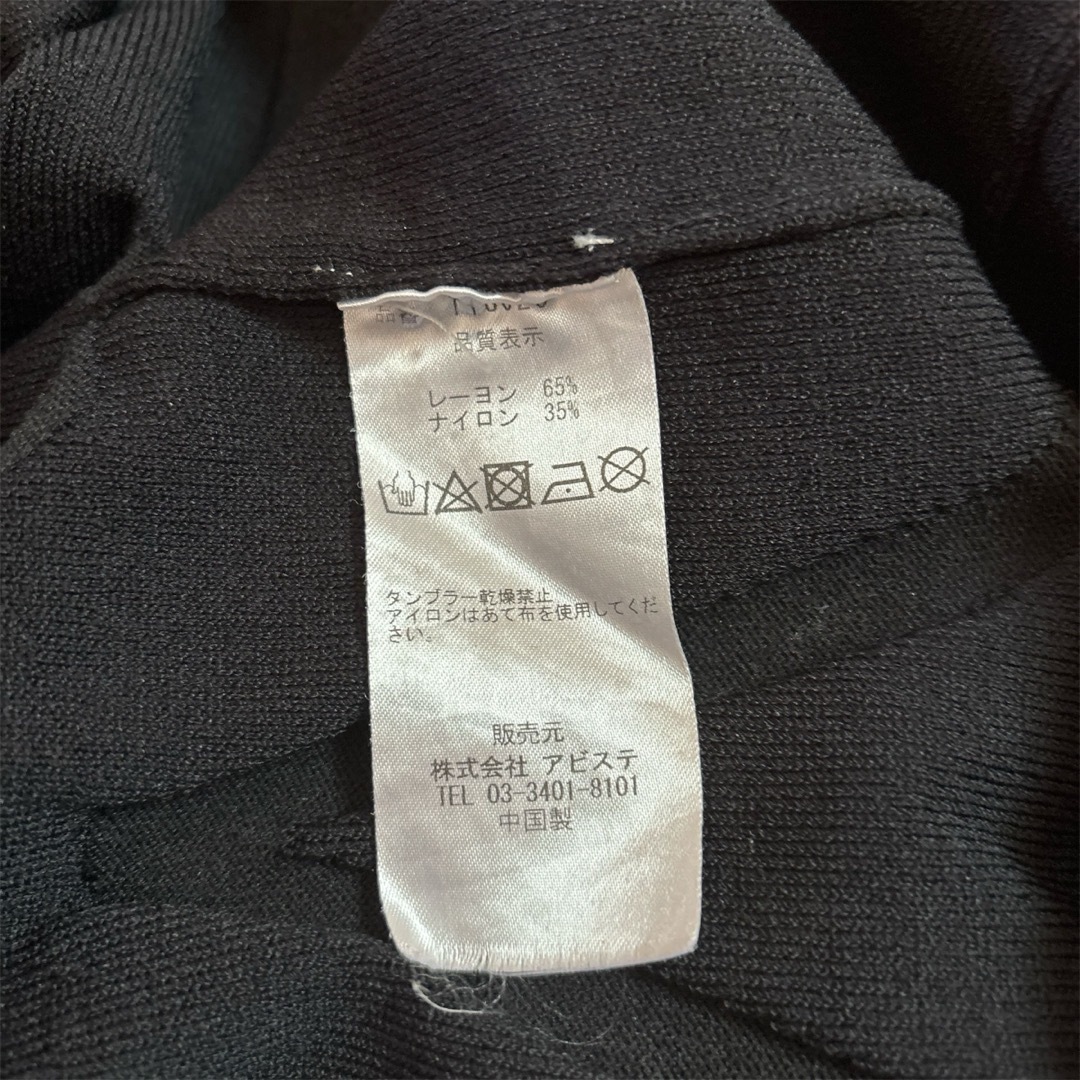 品番
品質表示
レーヨン 65%
ナイロン 35%
タンブラー乾燥禁止
アイロンはあて布を使用してくだ
さい。
販売元
株式会社 アビステ
TEL 03-3401-8101
中国製